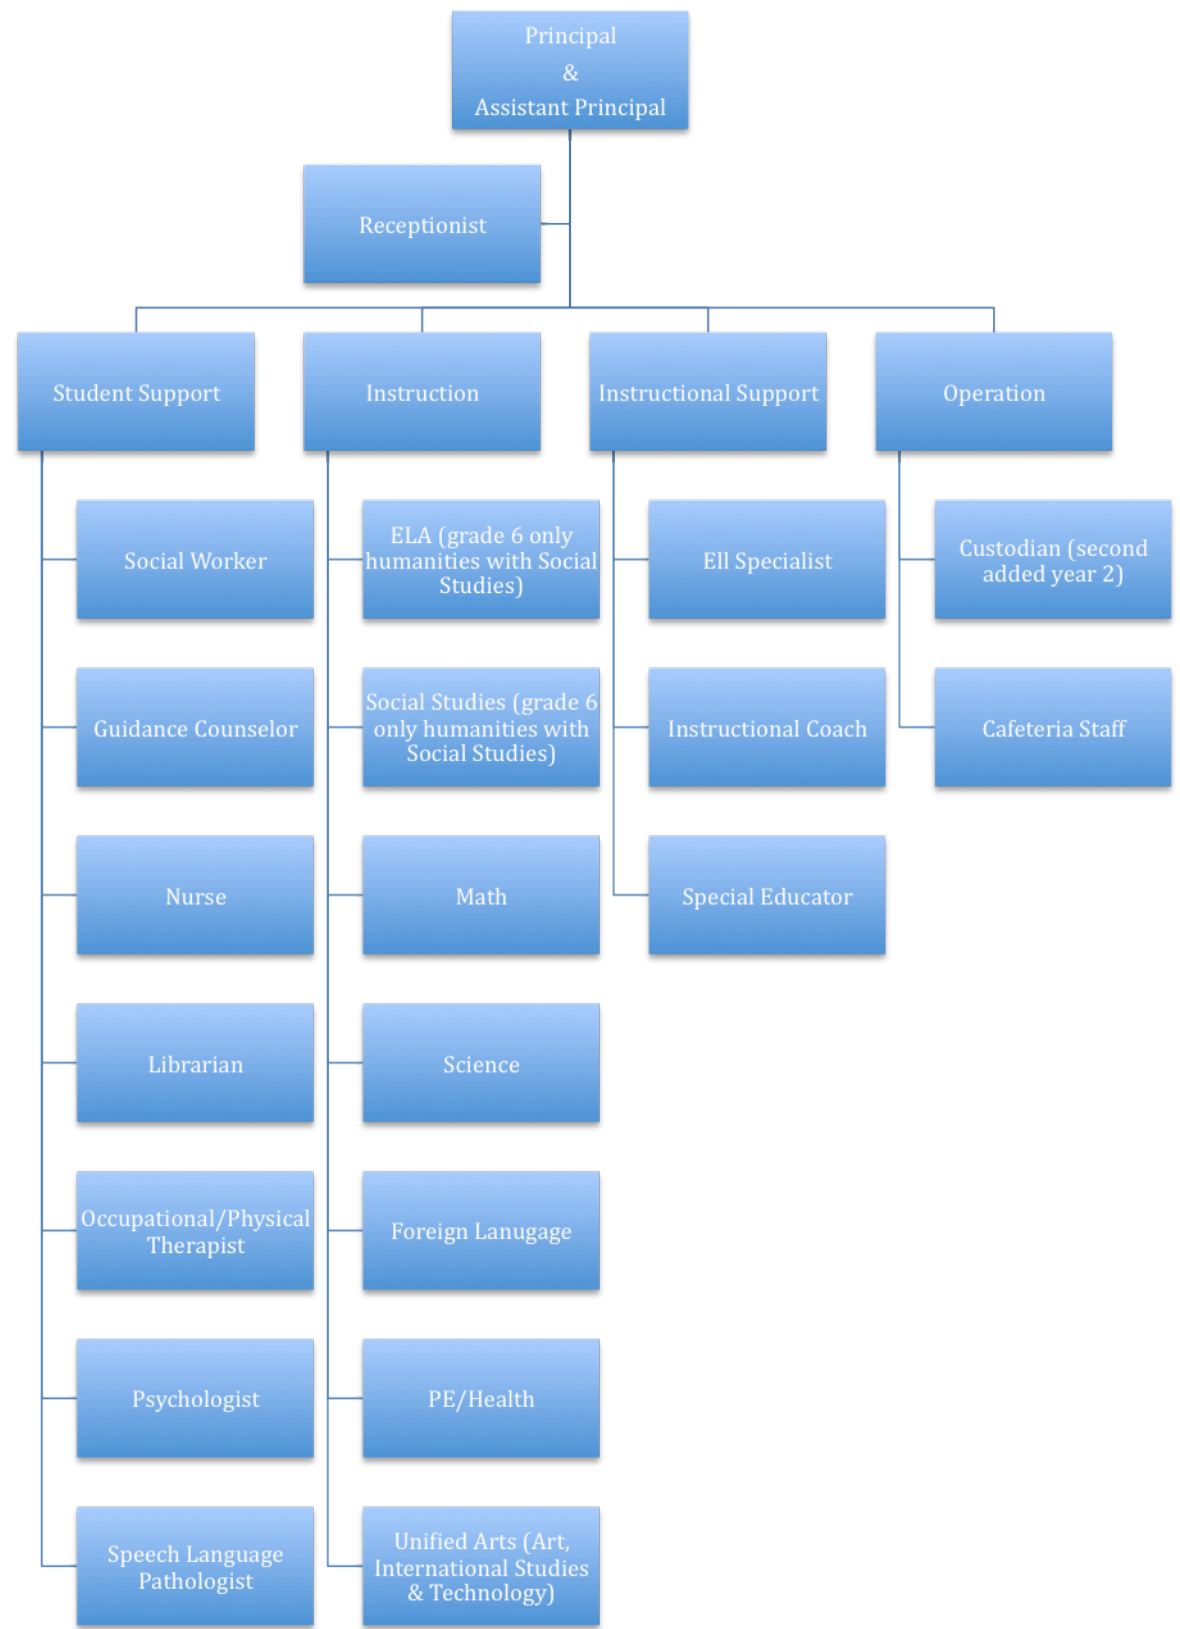 Principal
&
Assistant Principal
Receptionist
Student Support
Instruction
Instructional Support
Operation
Social Worker
Guidance Counselor
Nurse
Librarian
Occupational/Physical
Therapist
Psychologist
Speech Language
Pathologist
ELA (grade 6 only
humanities with Social
Studies)
Social Studies (grade 6
only humanities with
Social Studies)
Math
Science
Foreign Lanugage
PE/Health
Unified Arts (Art,
International Studies
& Technology)
Ell Specialist
Instructional Coach
Special Educator
Custodian (second
added year 2)
Cafeteria Staff